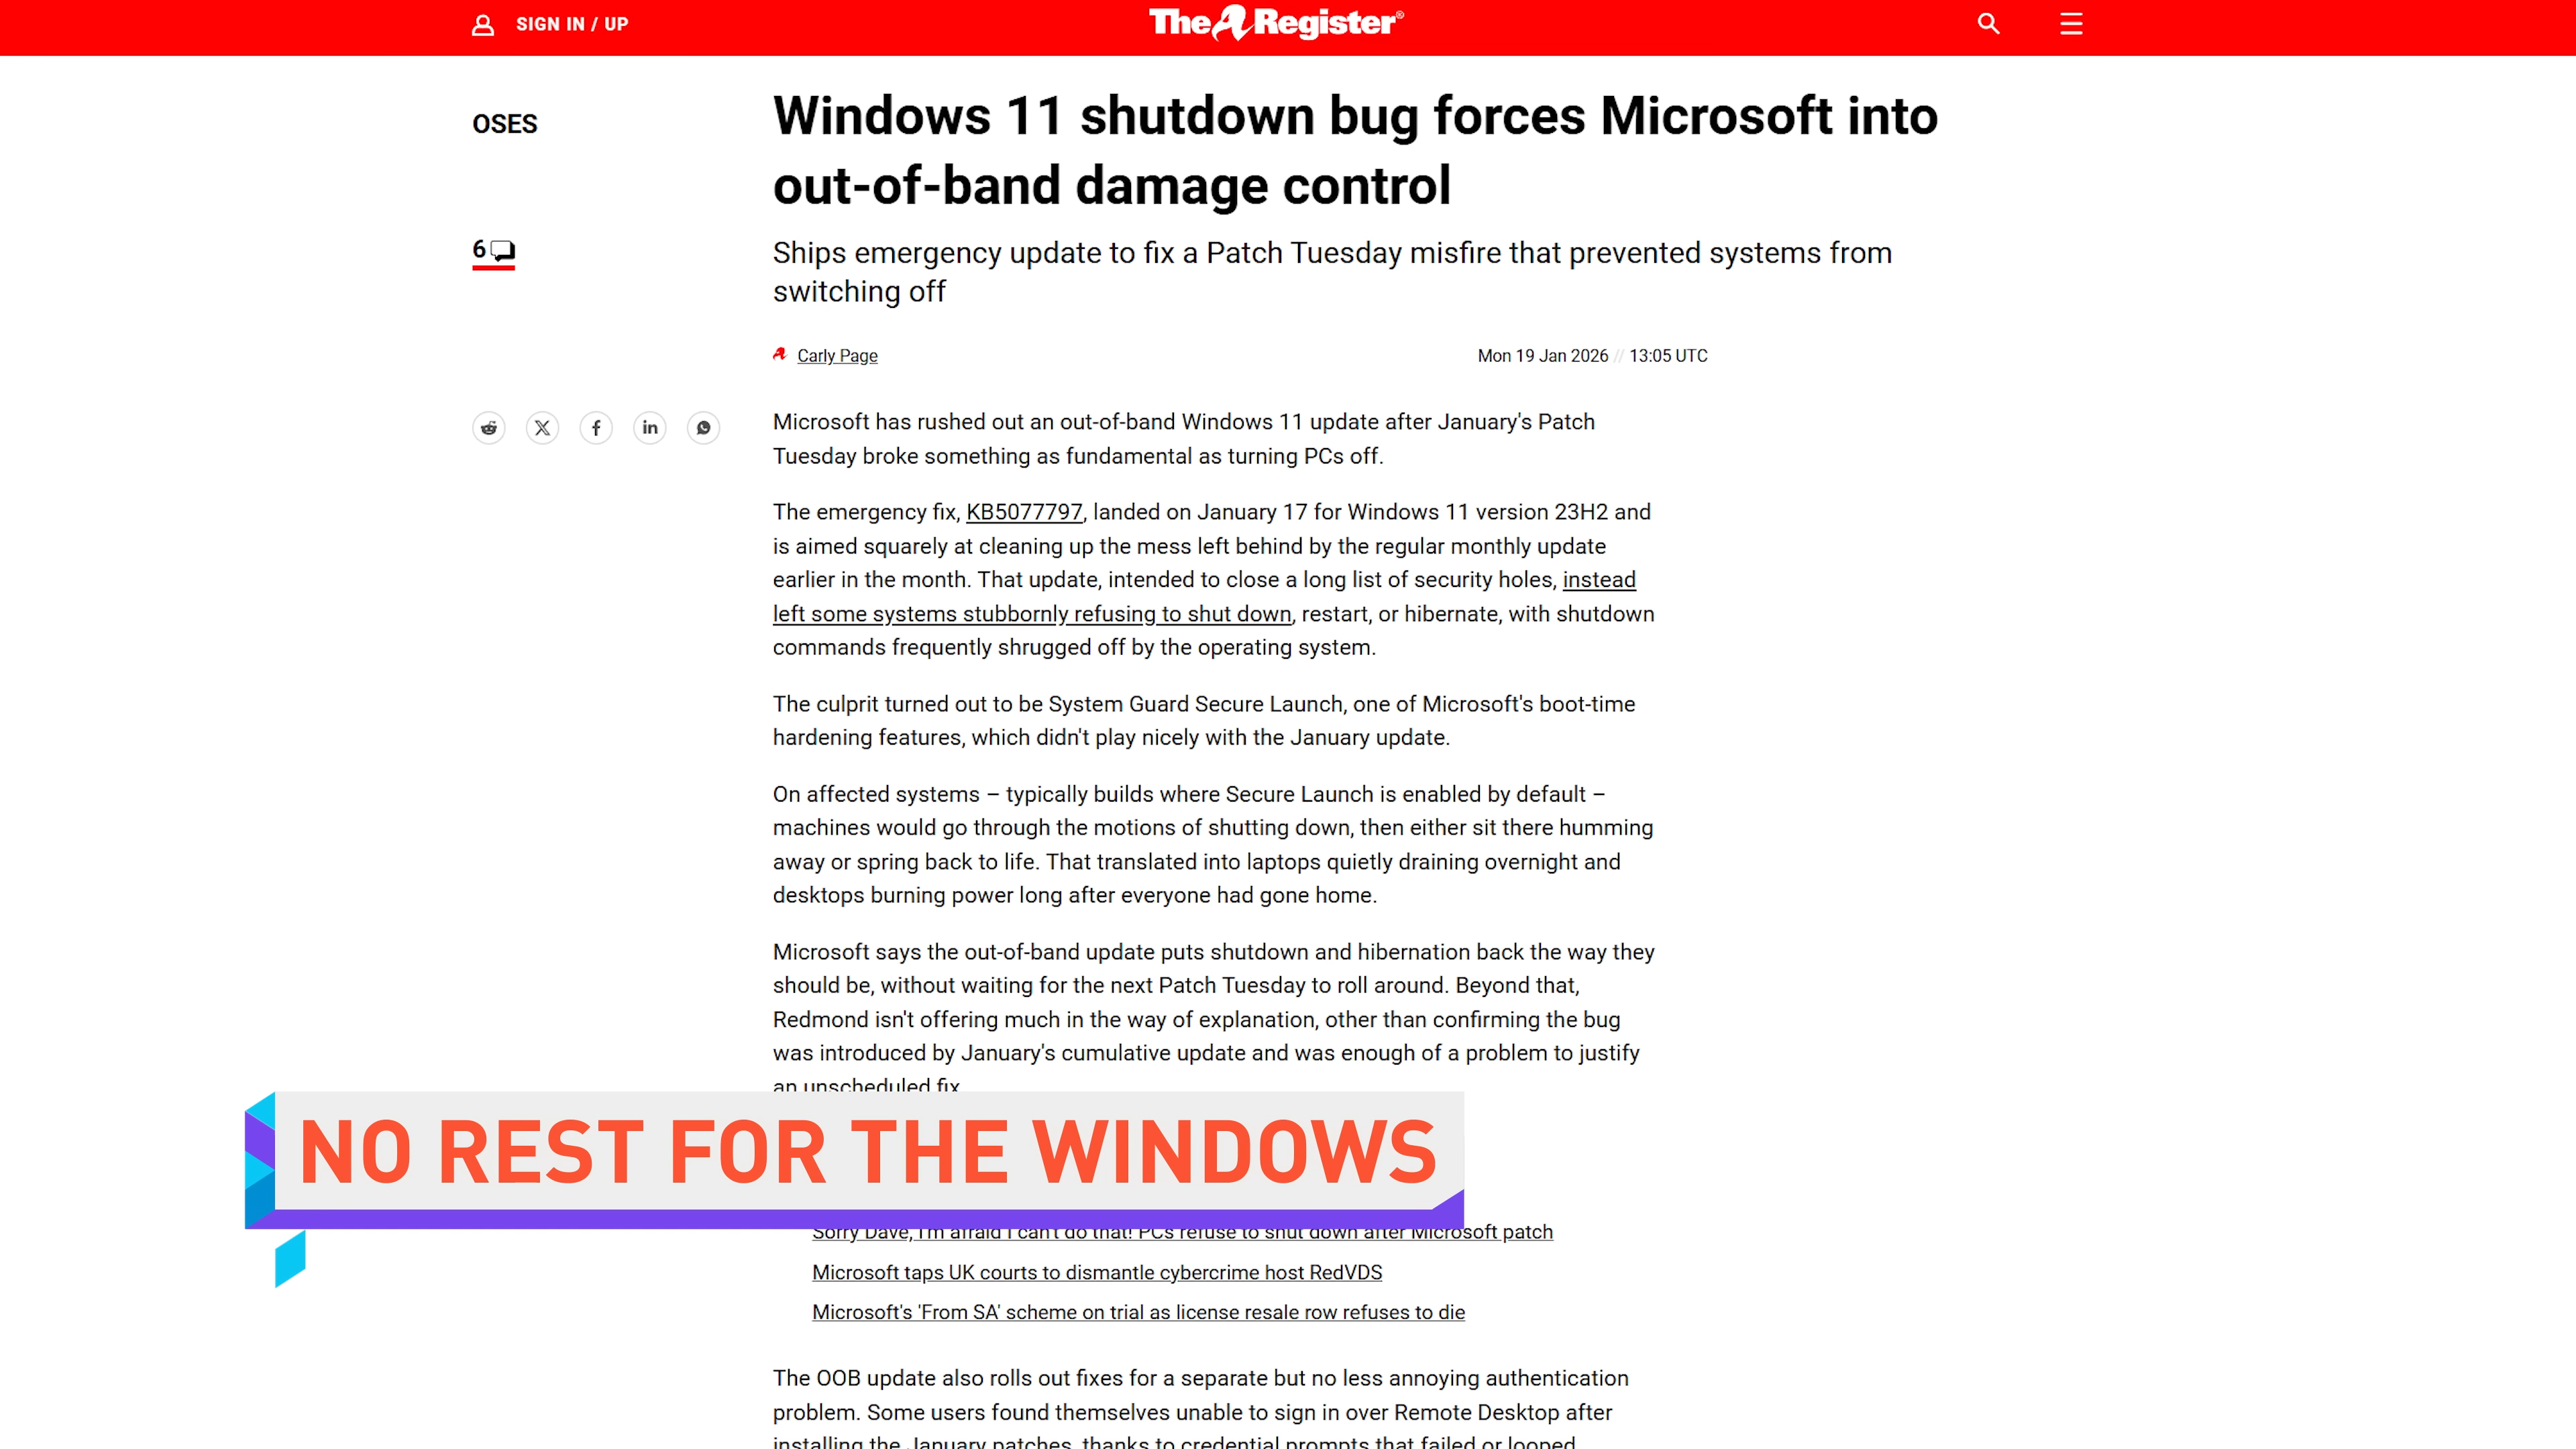 SIGN IN / UP
The Register®
OSES
Windows 11 shutdown bug forces Microsoft into
out-of-band damage control
6
Ships emergency update to fix a Patch Tuesday misfire that prevented systems from
switching off
Carly Page
Mon 19 Jan 2026 // 13:05 UTC
Microsoft has rushed out an out-of-band Windows 11 update after January's Patch
Tuesday broke something as fundamental as turning PCs off.
The emergency fix, KB5077797, landed on January 17 for Windows 11 version 23H2 and
is aimed squarely at cleaning up the mess left behind by the regular monthly update
earlier in the month. That update, intended to close a long list of security holes, instead
left some systems stubbornly refusing to shut down, restart, or hibernate, with shutdown
commands frequently shrugged off by the operating system.
The culprit turned out to be System Guard Secure Launch, one of Microsoft's boot-time
hardening features, which didn't play nicely with the January update.
On affected systems – typically builds where Secure Launch is enabled by default –
machines would go through the motions of shutting down, then either sit there humming
away or spring back to life. That translated into laptops quietly draining overnight and
desktops burning power long after everyone had gone home.
Microsoft says the out-of-band update puts shutdown and hibernation back the way they
should be, without waiting for the next Patch Tuesday to roll around. Beyond that,
Redmond isn't offering much in the way of explanation, other than confirming the bug
was introduced by January's cumulative update and was enough of a problem to justify
an unscheduled fix.
NO REST FOR THE WINDOWS
Sorry Dave, I'm afraid I can't do that! PCs refuse to shut down after Microsoft patch
Microsoft taps UK courts to dismantle cybercrime host RedVDS
Microsoft's 'From SA' scheme on trial as license resale row refuses to die
The OOB update also rolls out fixes for a separate but no less annoying authentication
problem. Some users found themselves unable to sign in over Remote Desktop after
installing the January patches, thanks to credential prompts that failed or looped